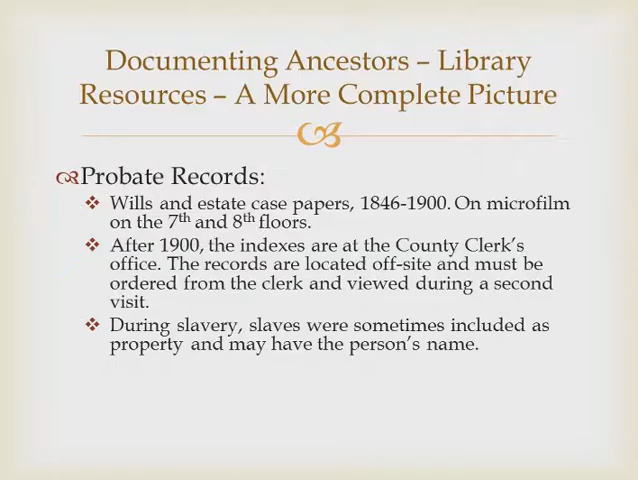 Documenting Ancestors – Library
Resources – A More Complete Picture
Probate Records:
Wills and estate case papers, 1846-1900. On microfilm
on the 7th and 8th floors.
After 1900, the indexes are at the County Clerk's
office. The records are located off-site and must be
ordered from the clerk and viewed during a second
visit.
During slavery, slaves were sometimes included as
property and may have the person's name.